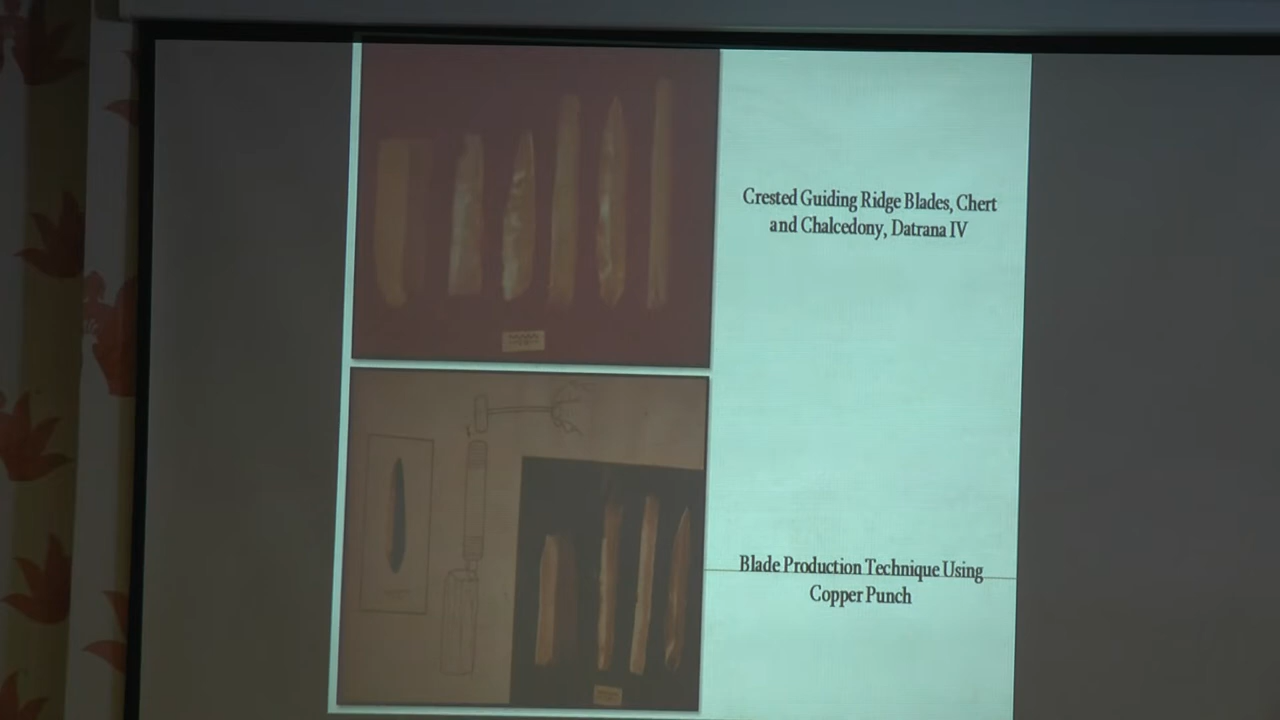 Crested Guiding Ridge Blades, Chert
and Chalcedony, Datrana IV
Blade Production Technique Using
Copper Punch